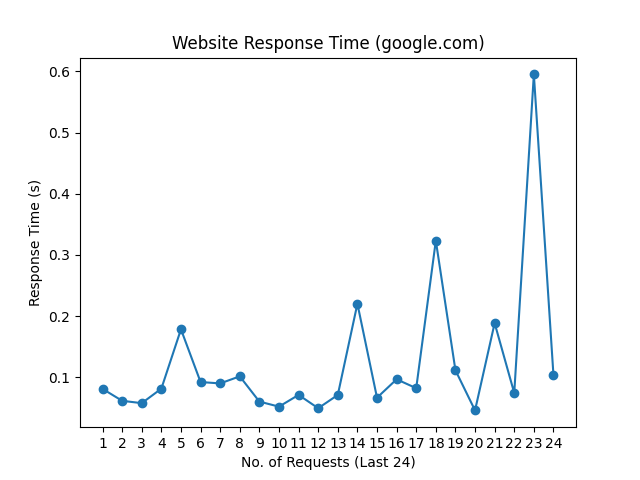 Website Response Time (google.com)
0.6
0.5
0.4
0.3
0.2
0.1
Response Time (s)
1 2 3 4 5 6 7 8 9 10 11 12 13 14 15 16 17 18 19 20 21 22 23 24
No. of Requests (Last 24)